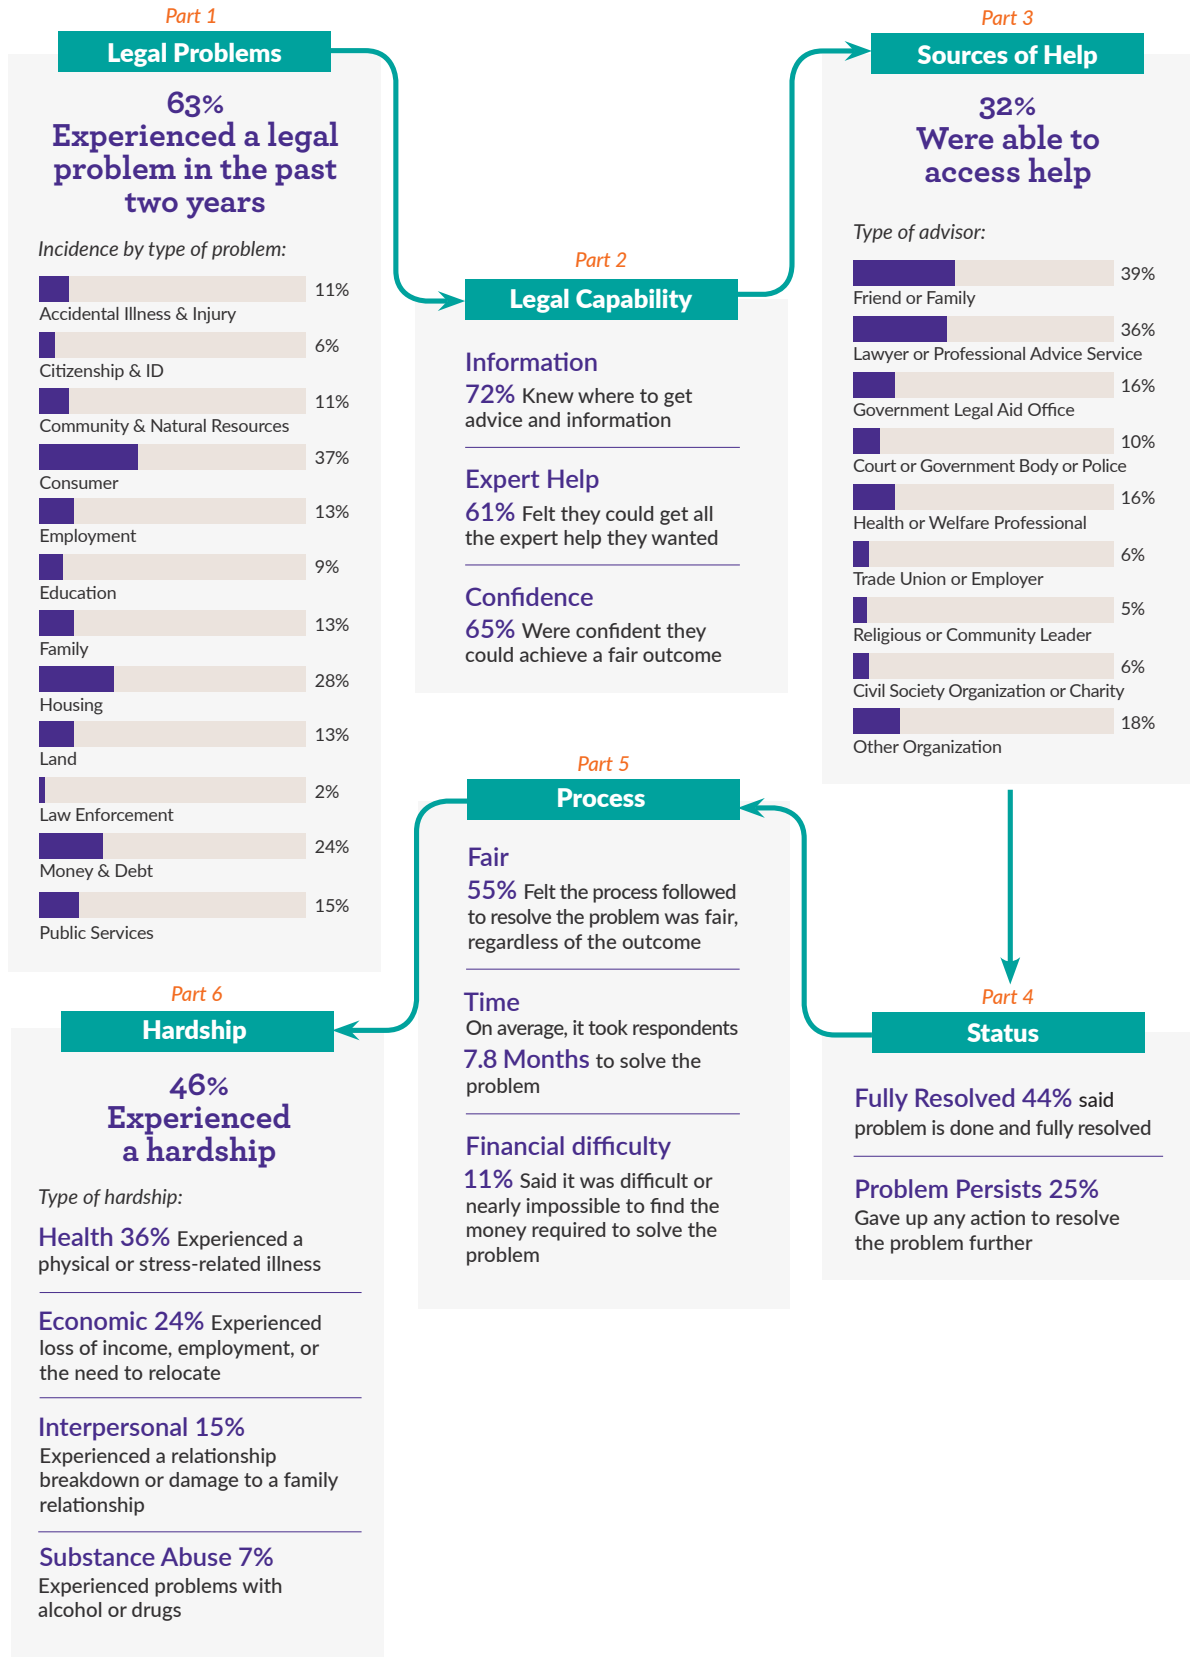 Part 1
Legal Problems
63%
Experienced a legal
problem in the past
two years
Incidence by type of problem:
11%
Accidental Illness & Injury
6%
Citizenship & ID
11%
Community & Natural Resources
37%
Consumer
13%
Employment
9%
Education
13%
Family
28%
Housing
13%
Land
2%
Law Enforcement
24%
Money & Debt
15%
Public Services
Part 2
Legal Capability
Information
72% Knew where to get
advice and information
Expert Help
61% Felt they could get all
the expert help they wanted
Confidence
65% Were confident they
could achieve a fair outcome
Part 3
Sources of Help
32%
Were able to
access help
Type of advisor:
39%
Friend or Family
36%
Lawyer or Professional Advice Service
16%
Government Legal Aid Office
10%
Court or Government Body or Police
16%
Health or Welfare Professional
6%
Trade Union or Employer
5%
Religious or Community Leader
6%
Civil Society Organization or Charity
18%
Other Organization
Part 4
Status
Fully Resolved 44% said
problem is done and fully resolved
Problem Persists 25%
Gave up any action to resolve
the problem further
Part 5
Process
Fair
55% Felt the process followed
to resolve the problem was fair,
regardless of the outcome
Time
On average, it took respondents
7.8 Months to solve the
problem
Financial difficulty
11% Said it was difficult or
nearly impossible to find the
money required to solve the
problem
Part 6
Hardship
46%
Experienced
a hardship
Type of hardship:
Health 36% Experienced a
physical or stress-related illness
Economic 24% Experienced
loss of income, employment, or
the need to relocate
Interpersonal 15%
Experienced a relationship
breakdown or damage to a family
relationship
Substance Abuse 7%
Experienced problems with
alcohol or drugs